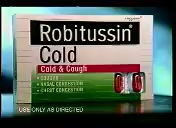 Robitussin®
Cold
Cold & Cough
• COUGH
• NASAL CONGESTION
• CHEST CONGESTION
USE ONLY AS DIRECTED